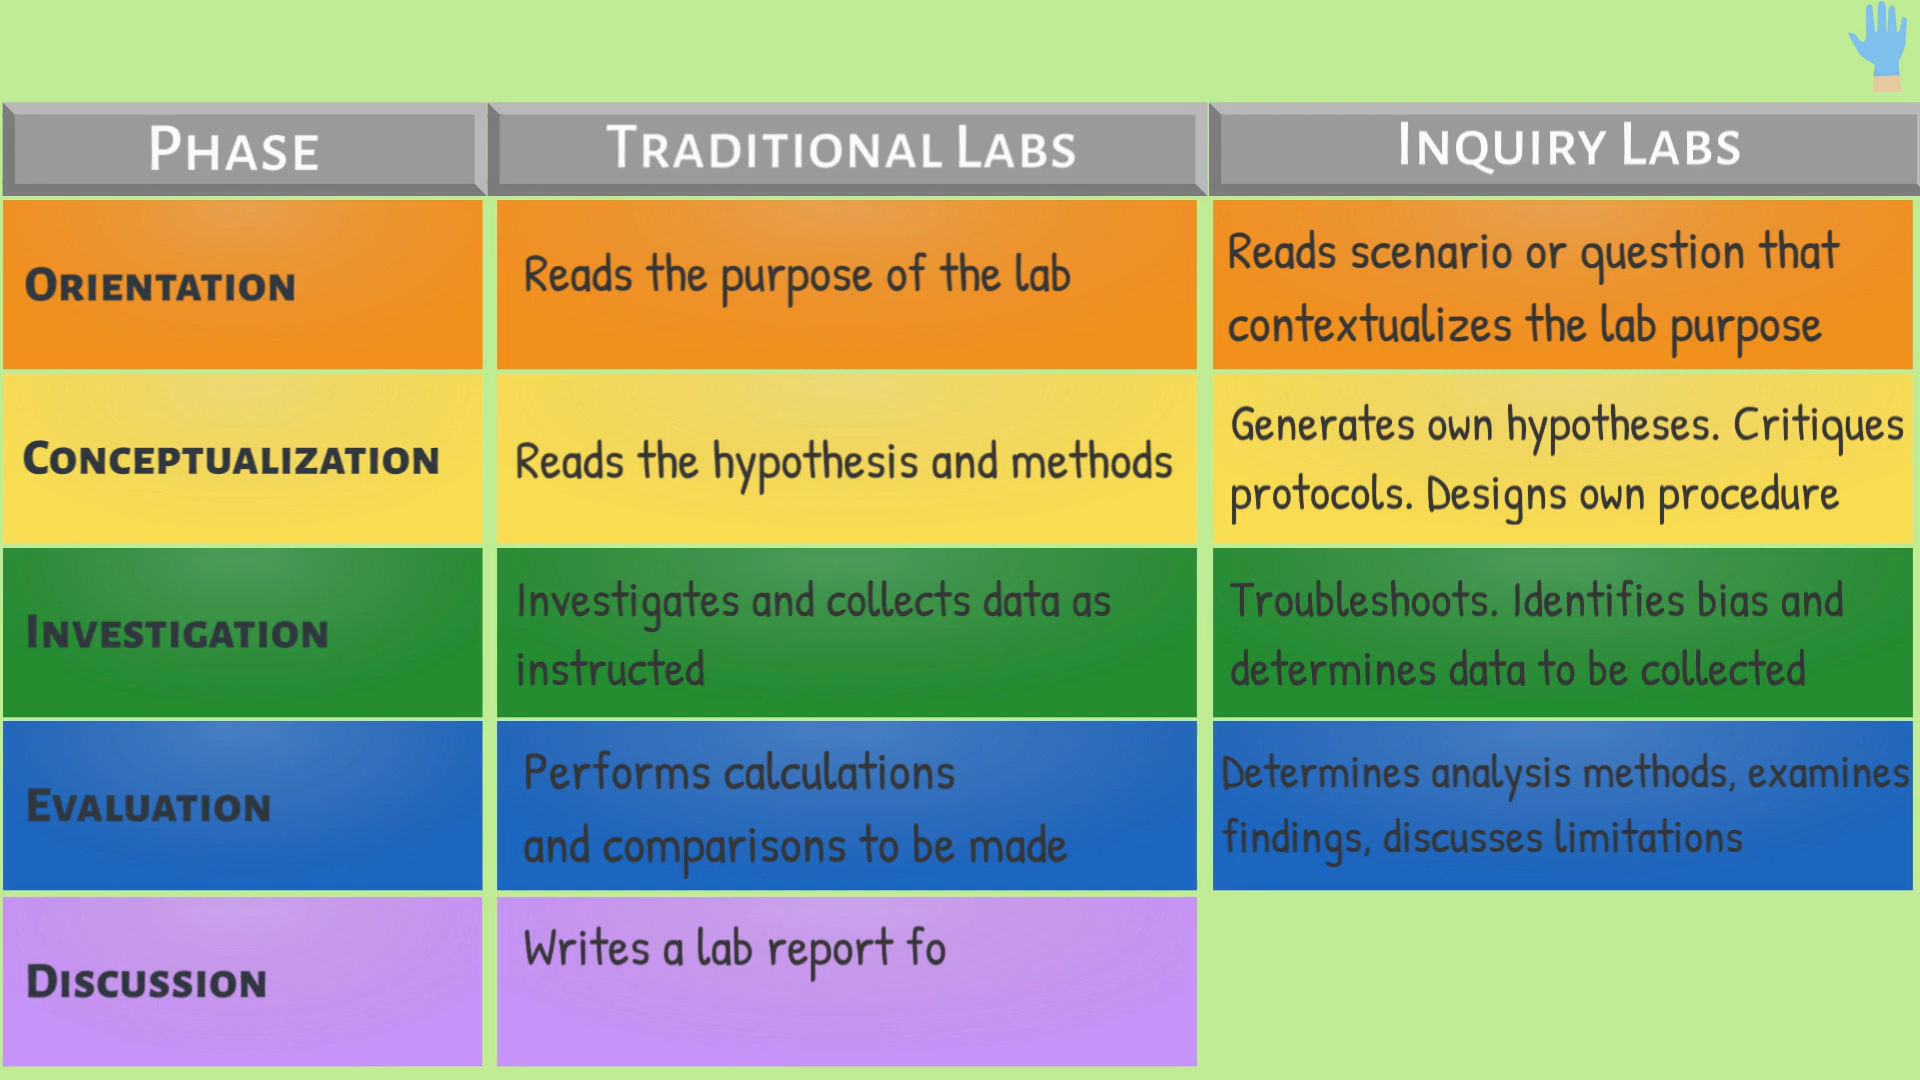 Phase
Traditional Labs
Inquiry Labs
Orientation
Reads the purpose of the lab
Reads scenario or question that
contextualizes the lab purpose
Conceptualization
Reads the hypothesis and methods
Generates own hypotheses. Critiques
protocols. Designs own procedure
Investigation
Investigates and collects data as
instructed
Troubleshoots. Identifies bias and
determines data to be collected
Evaluation
Performs calculations
and comparisons to be made
Determines analysis methods, examines
findings, discusses limitations
Discussion
Writes a lab report fo